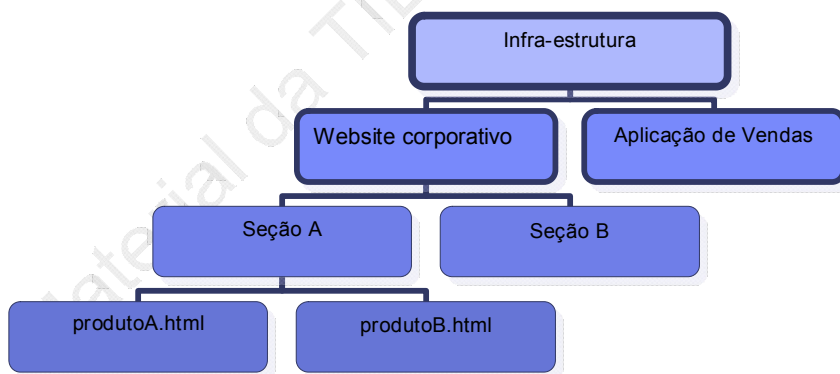 Infra-estrutura
Website corporativo
Aplicação de Vendas
Seção A
Seção B
produtoA.html
produtoB.html